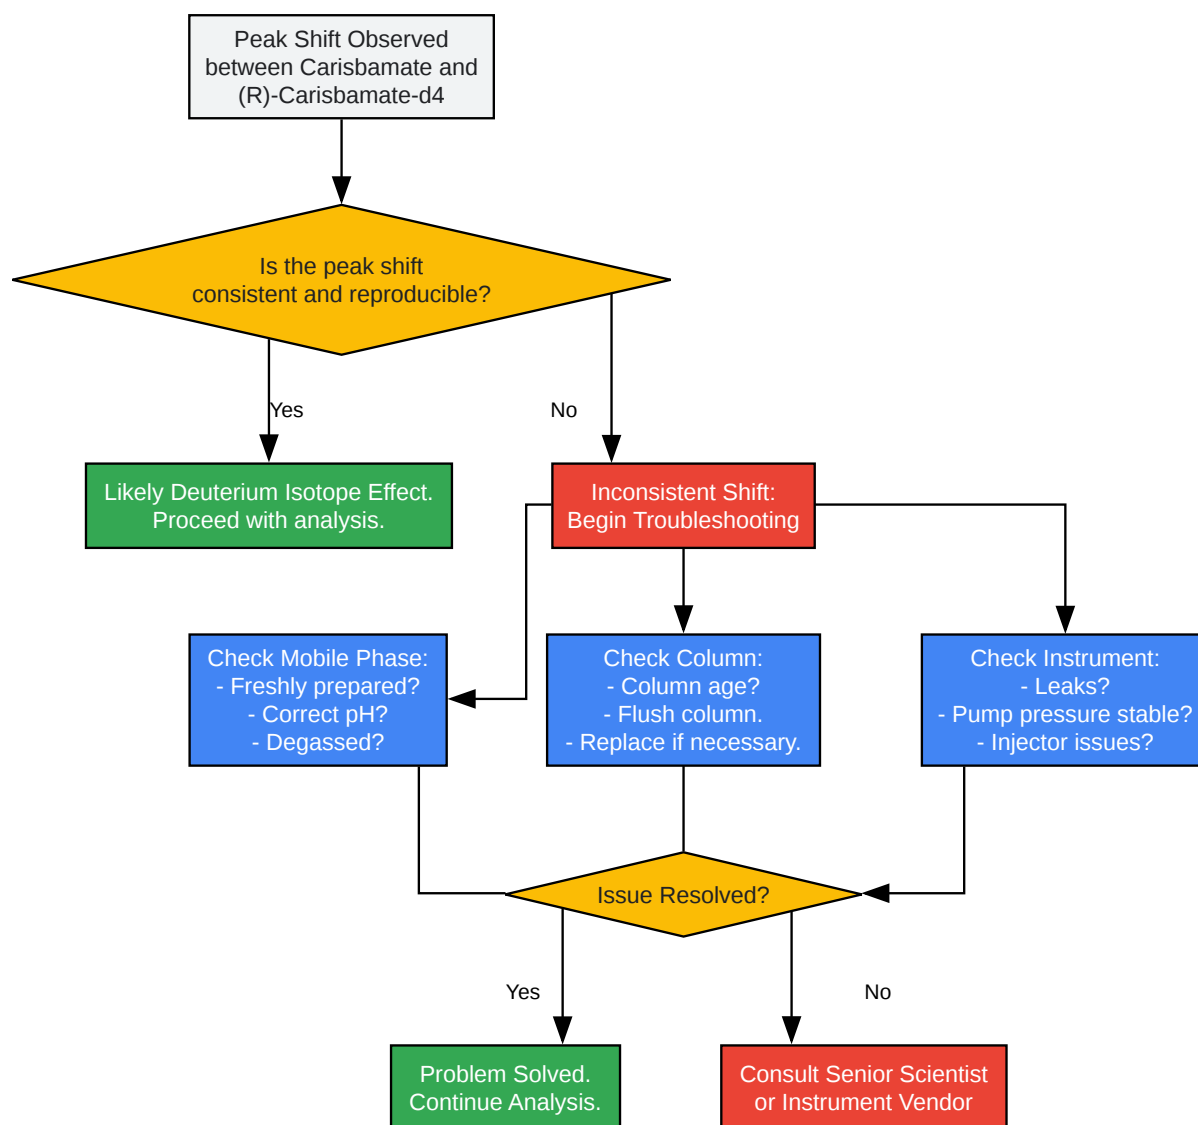 Peak Shift Observed
between Carisbamate and
(R)-Carisbamate-d4
Is the peak shift
consistent and reproducible?
Yes
No
Likely Deuterium Isotope Effect.
Proceed with analysis.
Inconsistent Shift:
Begin Troubleshooting
Check Mobile Phase:
- Freshly prepared?
- Correct pH?
- Degassed?
Check Column:
- Column age?
- Flush column.
- Replace if necessary.
Check Instrument:
- Leaks?
- Pump pressure stable?
- Injector issues?
Issue Resolved?
Yes
No
Problem Solved.
Continue Analysis.
Consult Senior Scientist
or Instrument Vendor